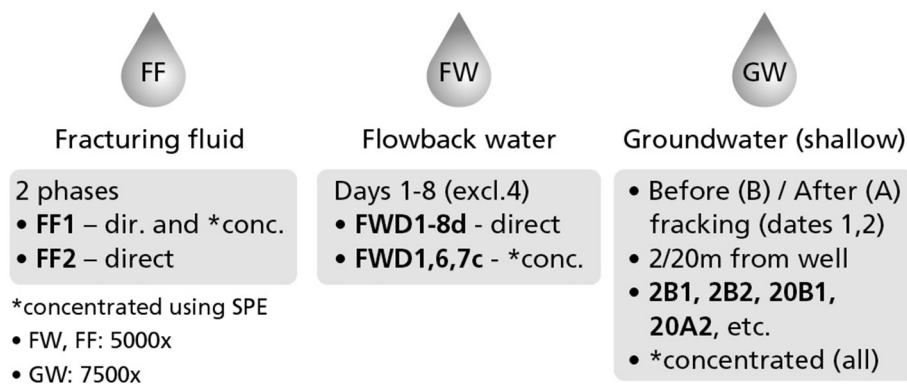 FF
Fracturing fluid
2 phases
• FF1 – dir. and *conc.
• FF2 – direct
*concentrated using SPE
• FW, FF: 5000x
• GW: 7500x
FW
Flowback water
Days 1-8 (excl.4)
• FWD1-8d - direct
• FWD1,6,7c - *conc.
GW
Groundwater (shallow)
• Before (B) / After (A)
fracking (dates 1,2)
• 2/20m from well
• 2B1, 2B2, 20B1,
20A2, etc.
• *concentrated (all)